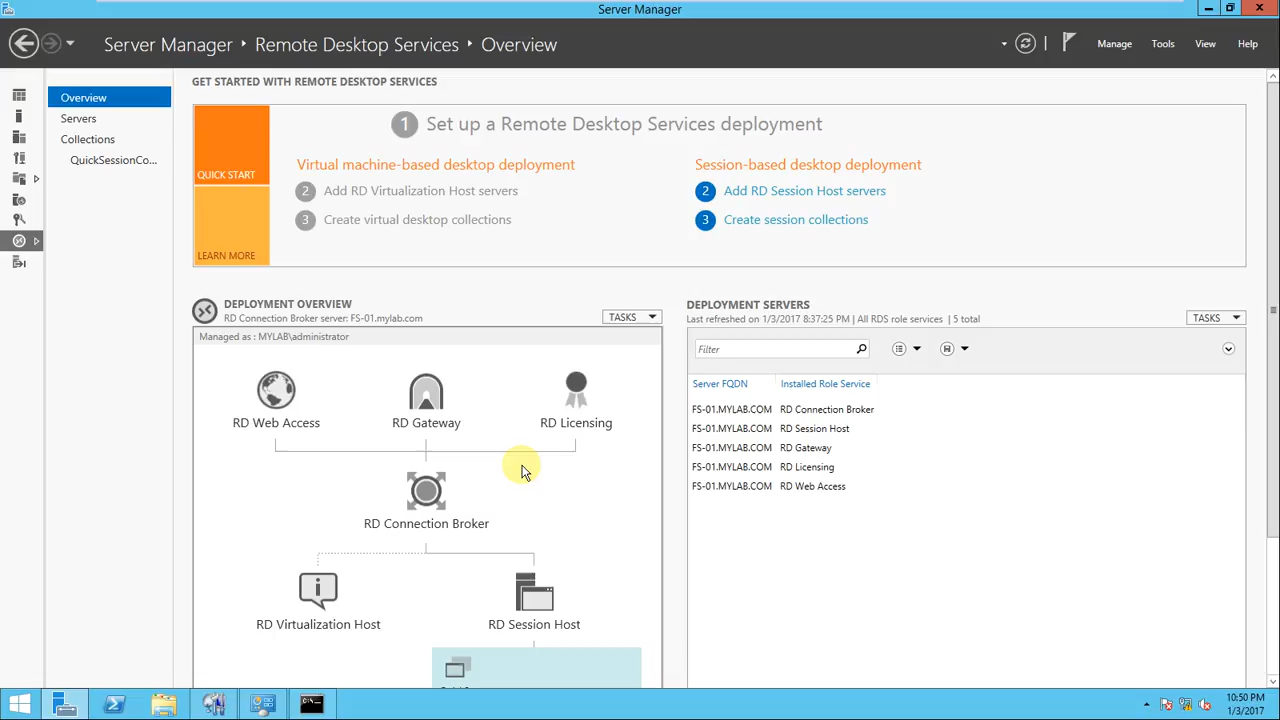 Server Manager
Server Manager ‣ Remote Desktop Services ‣ Overview
Manage Tools View Help
Overview
Servers
Collections
QuickSessionCo...
GET STARTED WITH REMOTE DESKTOP SERVICES
1 Set up a Remote Desktop Services deployment
QUICK START
LEARN MORE
Virtual machine-based desktop deployment
2 Add RD Virtualization Host servers
3 Create virtual desktop collections
Session-based desktop deployment
2 Add RD Session Host servers
3 Create session collections
DEPLOYMENT OVERVIEW
RD Connection Broker server: FS-01.mylab.com
TASKS
Managed as : MYLAB\administrator
RD Web Access
RD Gateway
RD Licensing
RD Connection Broker
RD Virtualization Host
RD Session Host
DEPLOYMENT SERVERS
Last refreshed on 1/3/2017 8:37:25 PM | All RDS role services | 5 total
TASKS
Filter
Server FQDN Installed Role Service
FS-01.MYLAB.COM RD Connection Broker
FS-01.MYLAB.COM RD Session Host
FS-01.MYLAB.COM RD Gateway
FS-01.MYLAB.COM RD Licensing
FS-01.MYLAB.COM RD Web Access
10:50 PM
1/3/2017